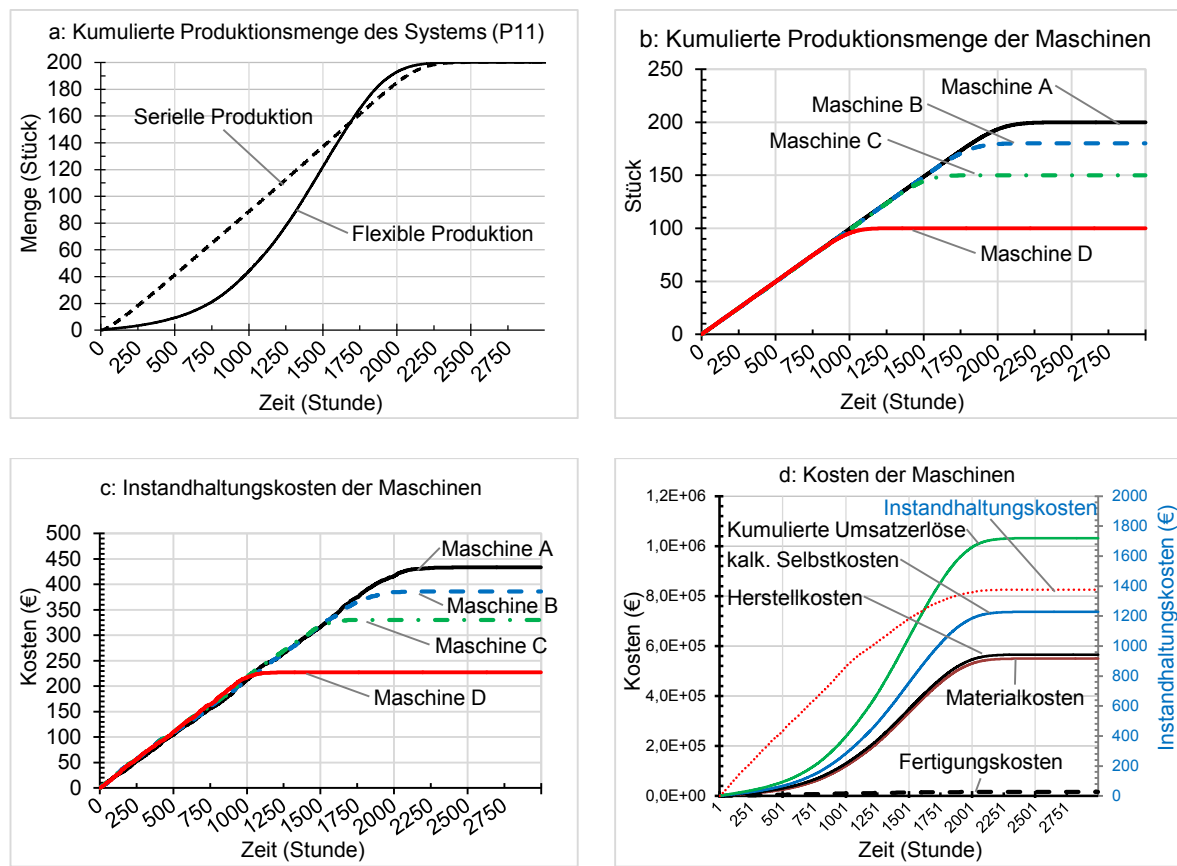 a: Kumulierte Produktionsmenge des Systems (P11)
Menge (Stück)
200
180
160
140
120
100
80
60
40
20
0
Serielle Produktion
Flexible Produktion
0
250
500
750
1000
1250
1500
1750
2000
2250
2500
2750
Zeit (Stunde)
b: Kumulierte Produktionsmenge der Maschinen
Stück
250
200
150
100
50
0
Maschine A
Maschine B
Maschine C
Maschine D
0
250
500
750
1000
1250
1500
1750
2000
2250
2500
2750
Zeit (Stunde)
c: Instandhaltungskosten der Maschinen
Kosten (€)
500
450
400
350
300
250
200
150
100
50
0
Maschine A
Maschine B
Maschine C
Maschine D
0
250
500
750
1000
1250
1500
1750
2000
2250
2500
2750
Zeit (Stunde)
d: Kosten der Maschinen
Kosten (€)
1,2E+06
1,0E+06
8,0E+05
6,0E+05
4,0E+05
2,0E+05
0,0E+00
Instandhaltungskosten
Kumulierte Umsatzerlöse
kalk. Selbstkosten
Herstellkosten
Materialkosten
Fertigungskosten
2000
1800
1600
1400
1200
1000
800
600
400
200
0
Instandhaltungskosten (€)
1
251
501
751
1001
1251
1501
1751
2001
2251
2501
2751
Zeit (Stunde)